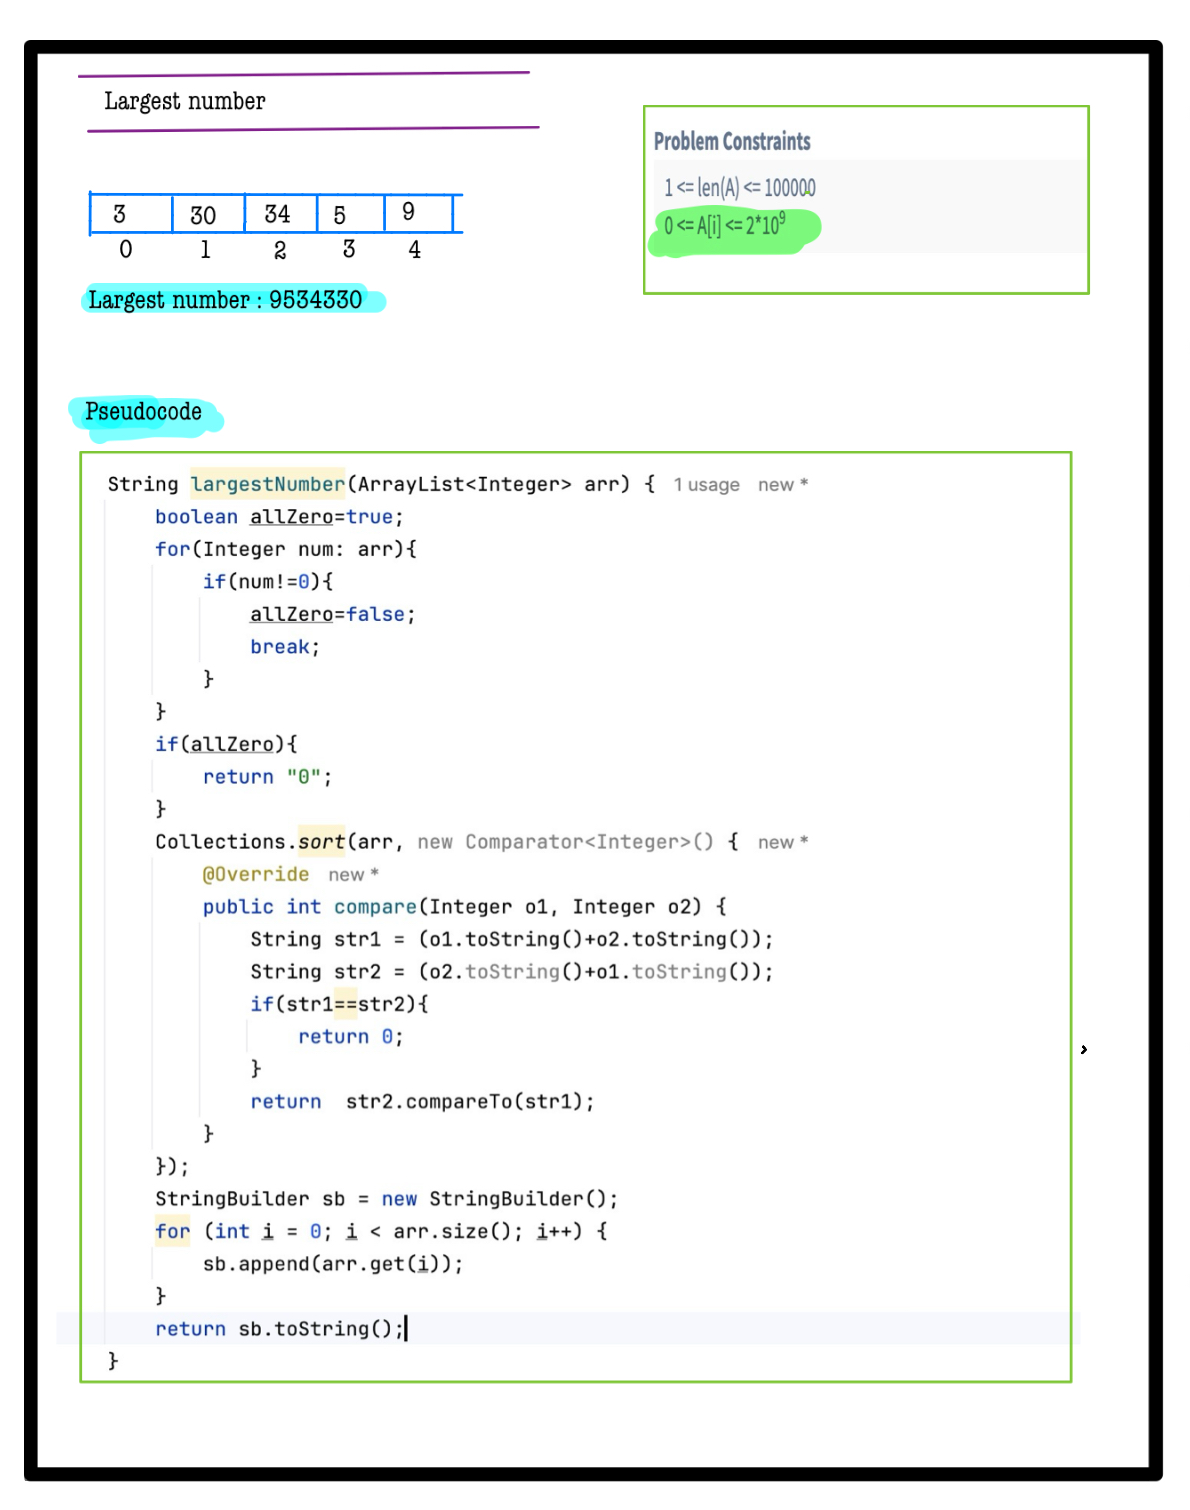 Largest number
Problem Constraints
1 <= len(A) <= 100000
0 <= A[i] <= 2*10⁹
3 30 34 5 9
0 1 2 3 4
Largest number : 9534330
Pseudocode
String largestNumber(ArrayList<Integer> arr) { 1 usage new *
boolean allZero=true;
for(Integer num: arr){
if(num!=0){
allZero=false;
break;
}
}
if(allZero){
return "0";
}
Collections.sort(arr, new Comparator<Integer>() { new *
@Override new *
public int compare(Integer o1, Integer o2) {
String str1 = (o1.toString()+o2.toString());
String str2 = (o2.toString()+o1.toString());
if(str1==str2){
return 0;
}
return str2.compareTo(str1);
}
});
StringBuilder sb = new StringBuilder();
for (int i = 0; i < arr.size(); i++) {
sb.append(arr.get(i));
}
return sb.toString();
}